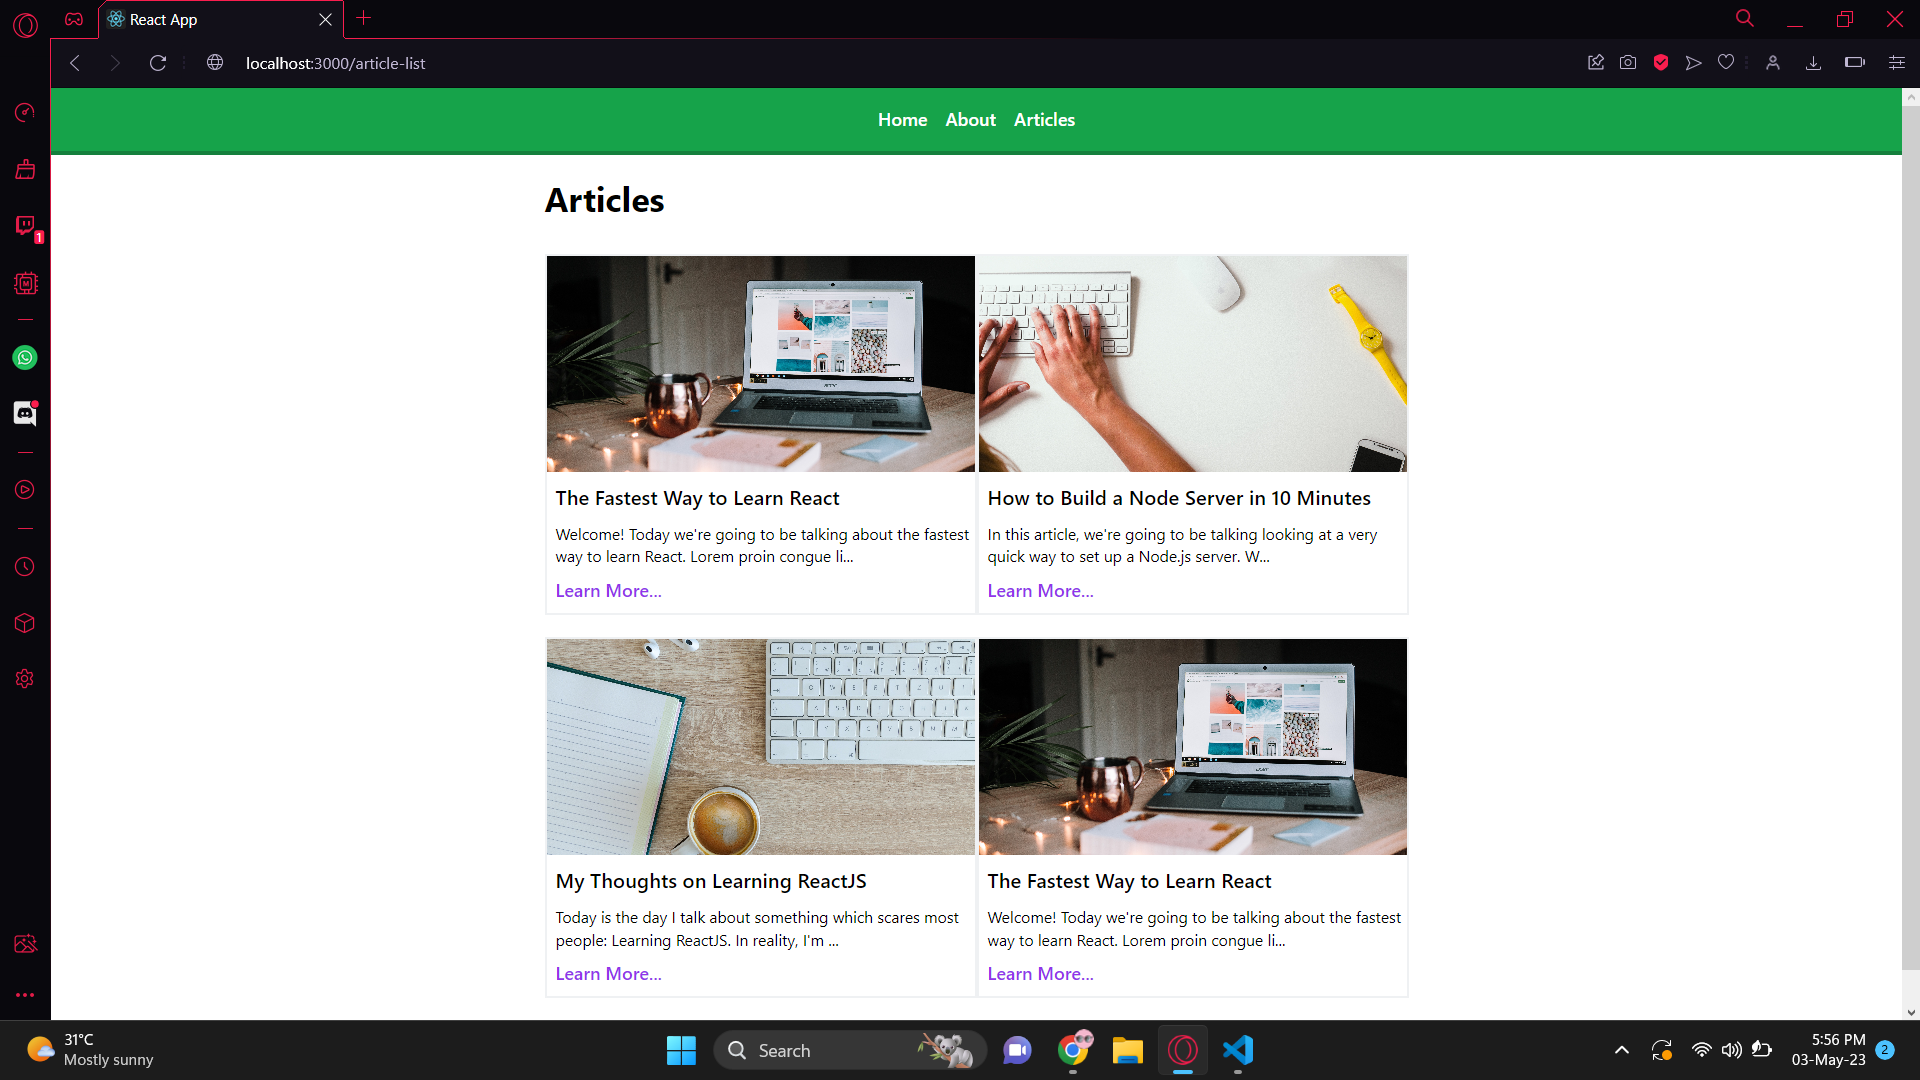 React App
localhost:3000/article-list
1
Home About Articles
Articles
The Fastest Way to Learn React
Welcome! Today we're going to be talking about the fastest
way to learn React. Lorem proin congue li...
Learn More...
How to Build a Node Server in 10 Minutes
In this article, we're going to be talking looking at a very
quick way to set up a Node.js server. W...
Learn More...
My Thoughts on Learning ReactJS
Today is the day I talk about something which scares most
people: Learning ReactJS. In reality, I'm ...
Learn More...
The Fastest Way to Learn React
Welcome! Today we're going to be talking about the fastest
way to learn React. Lorem proin congue li...
Learn More...
31°C
Mostly sunny
Search
5:56 PM
03-May-23
2